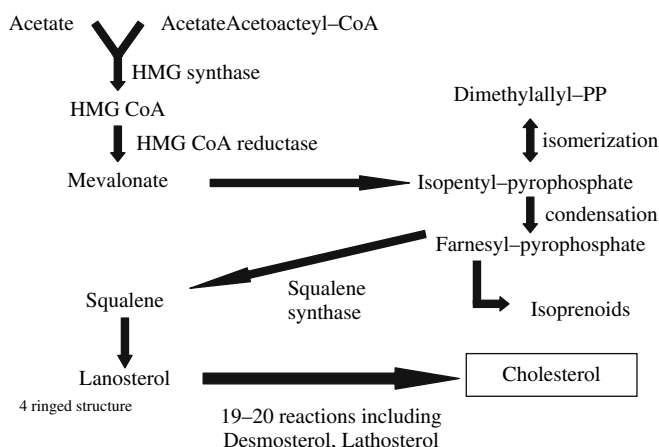 Acetate
AcetateAcetoacteyl–CoA
HMG synthase
HMG CoA
HMG CoA reductase
Mevalonate
Dimethylallyl–PP
isomerization
Isopentyl–pyrophosphate
condensation
Farnesyl–pyrophosphate
Squalene
synthase
Isoprenoids
Squalene
Lanosterol
4 ringed structure
Cholesterol
19–20 reactions including
Desmosterol, Lathosterol